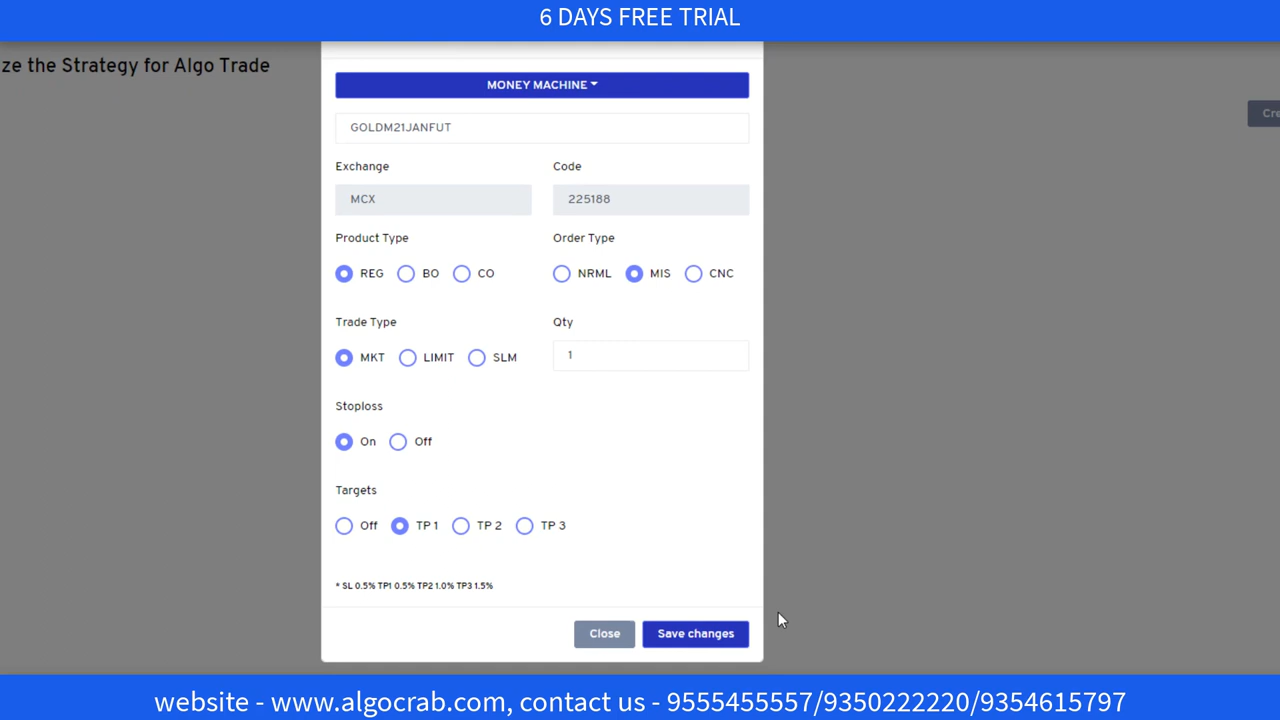 6 DAYS FREE TRIAL
ze the Strategy for Algo Trade
MONEY MACHINE
Cre
GOLDM21JANFUT
Exchange Code
MCX 225188
Product Type Order Type
REG BO CO NRML MIS CNC
Trade Type Qty
MKT LIMIT SLM 1
Stoploss
On Off
Targets
Off TP 1 TP 2 TP 3
* SL 0.5% TP1 0.5% TP2 1.0% TP3 1.5%
Close Save changes
website - www.algocrab.com, contact us - 9555455557/9350222220/9354615797